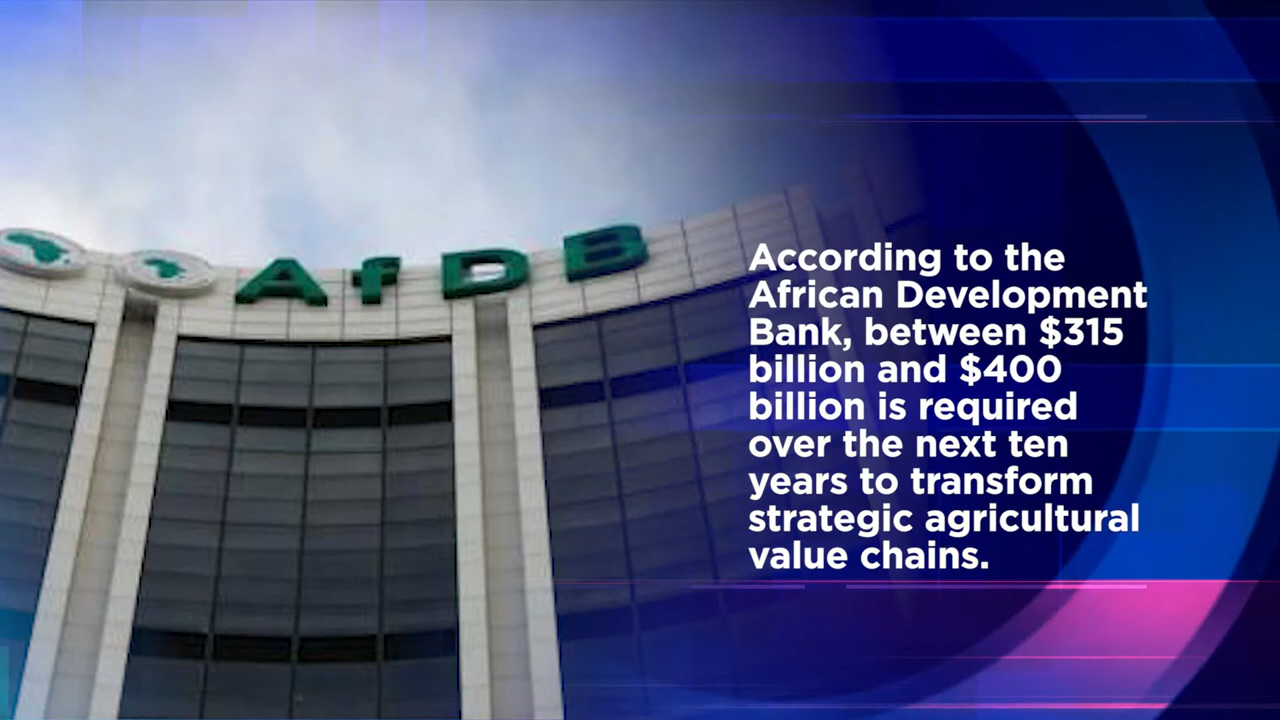 AfDB
According to the
African Development
Bank, between $315
billion and $400
billion is required
over the next ten
years to transform
strategic agricultural
value chains.